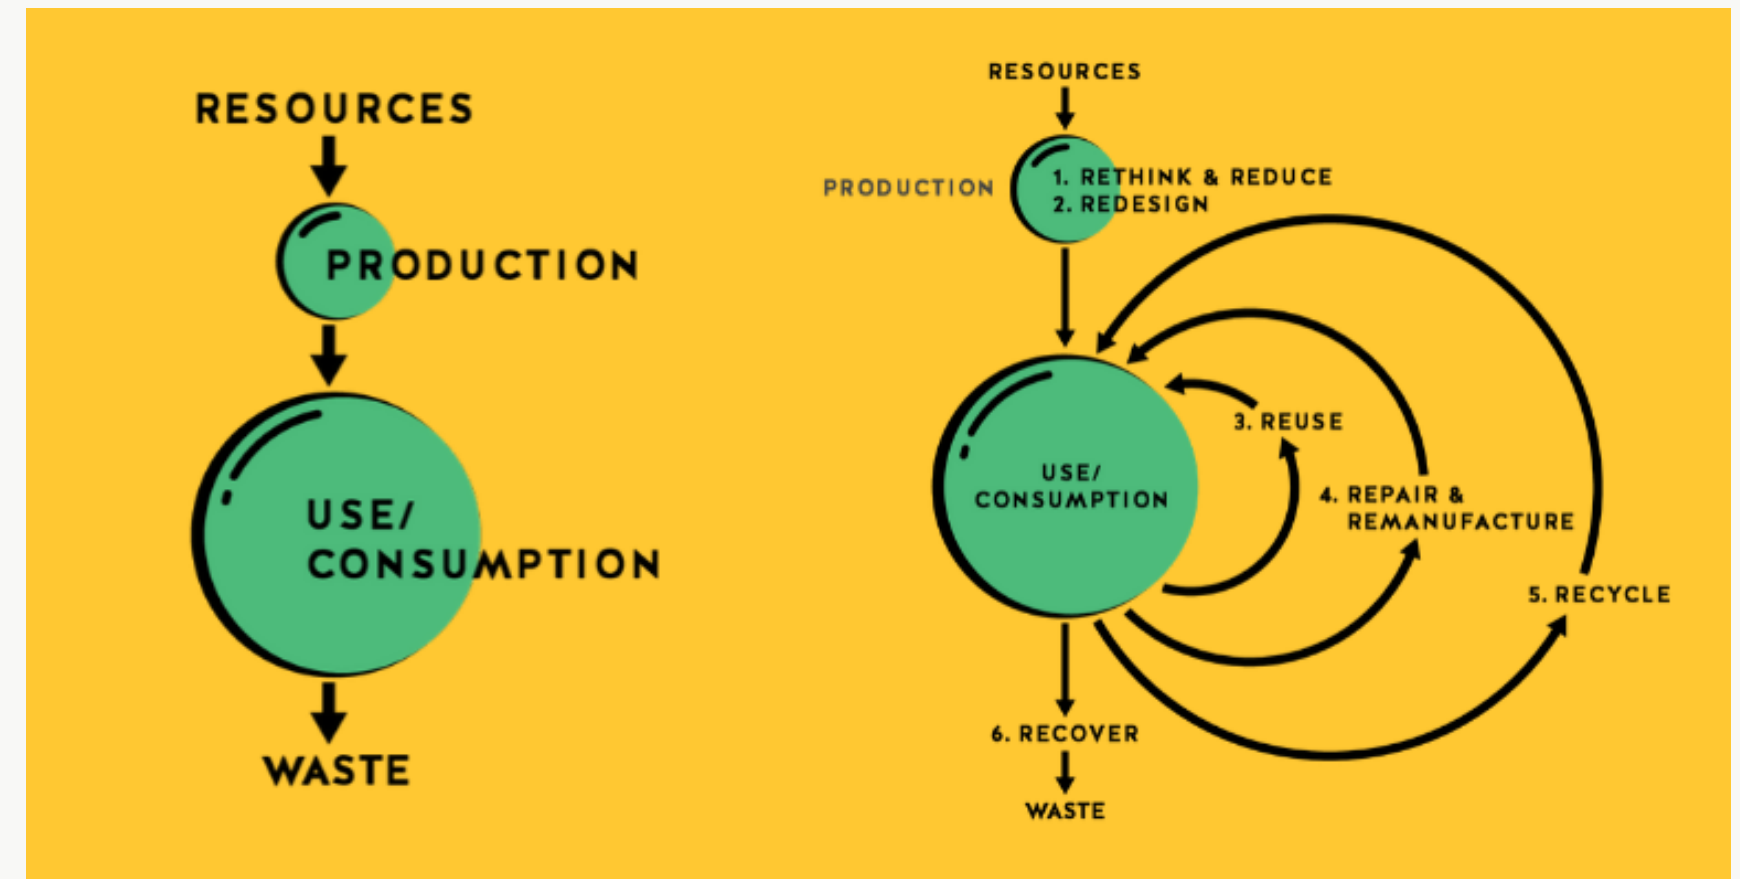 RESOURCES
PRODUCTION
USE/
CONSUMPTION
WASTE
RESOURCES
PRODUCTION
1. RETHINK & REDUCE
2. REDESIGN
3. REUSE
USE/
CONSUMPTION
4. REPAIR &
REMANUFACTURE
5. RECYCLE
6. RECOVER
WASTE